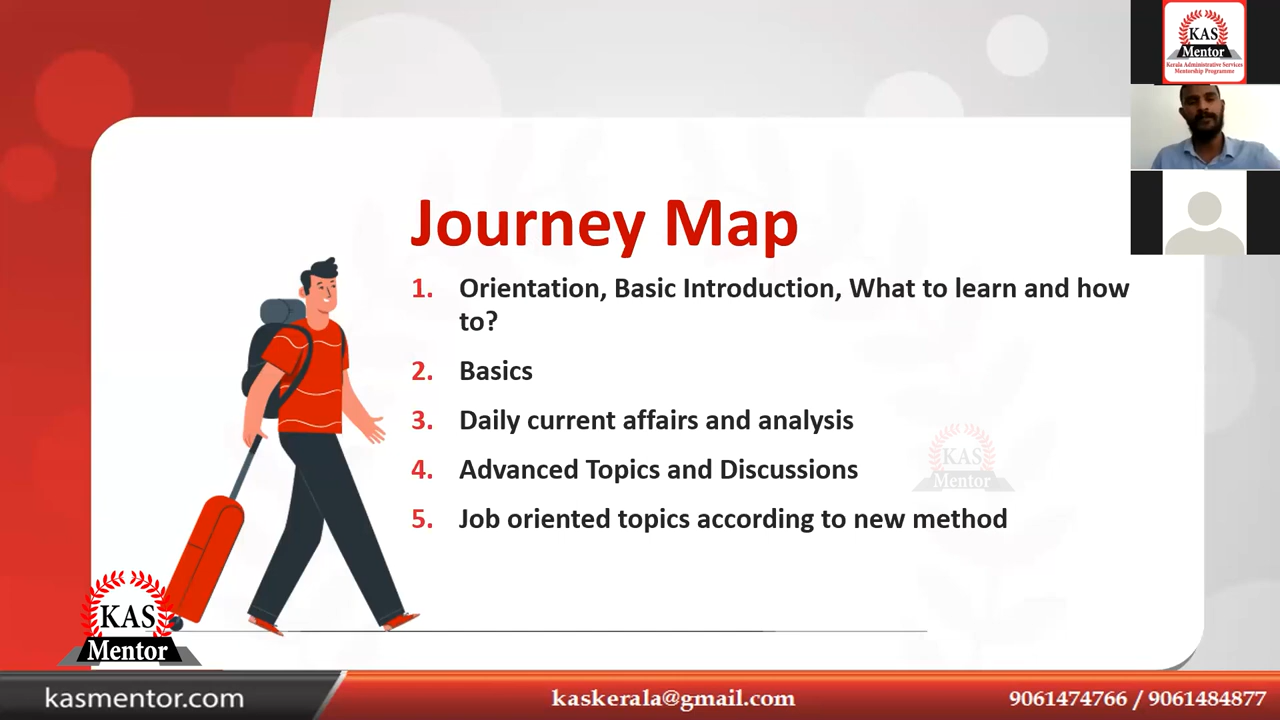 KAS
Mentor
Kerala Administrative Services
Mentorship Programme
Journey Map
1. Orientation, Basic Introduction, What to learn and how
to?
2. Basics
3. Daily current affairs and analysis
4. Advanced Topics and Discussions
5. Job oriented topics according to new method
KAS
Mentor
KAS
Mentor
kasmentor.com
kaskerala@gmail.com
9061474766 / 9061484877